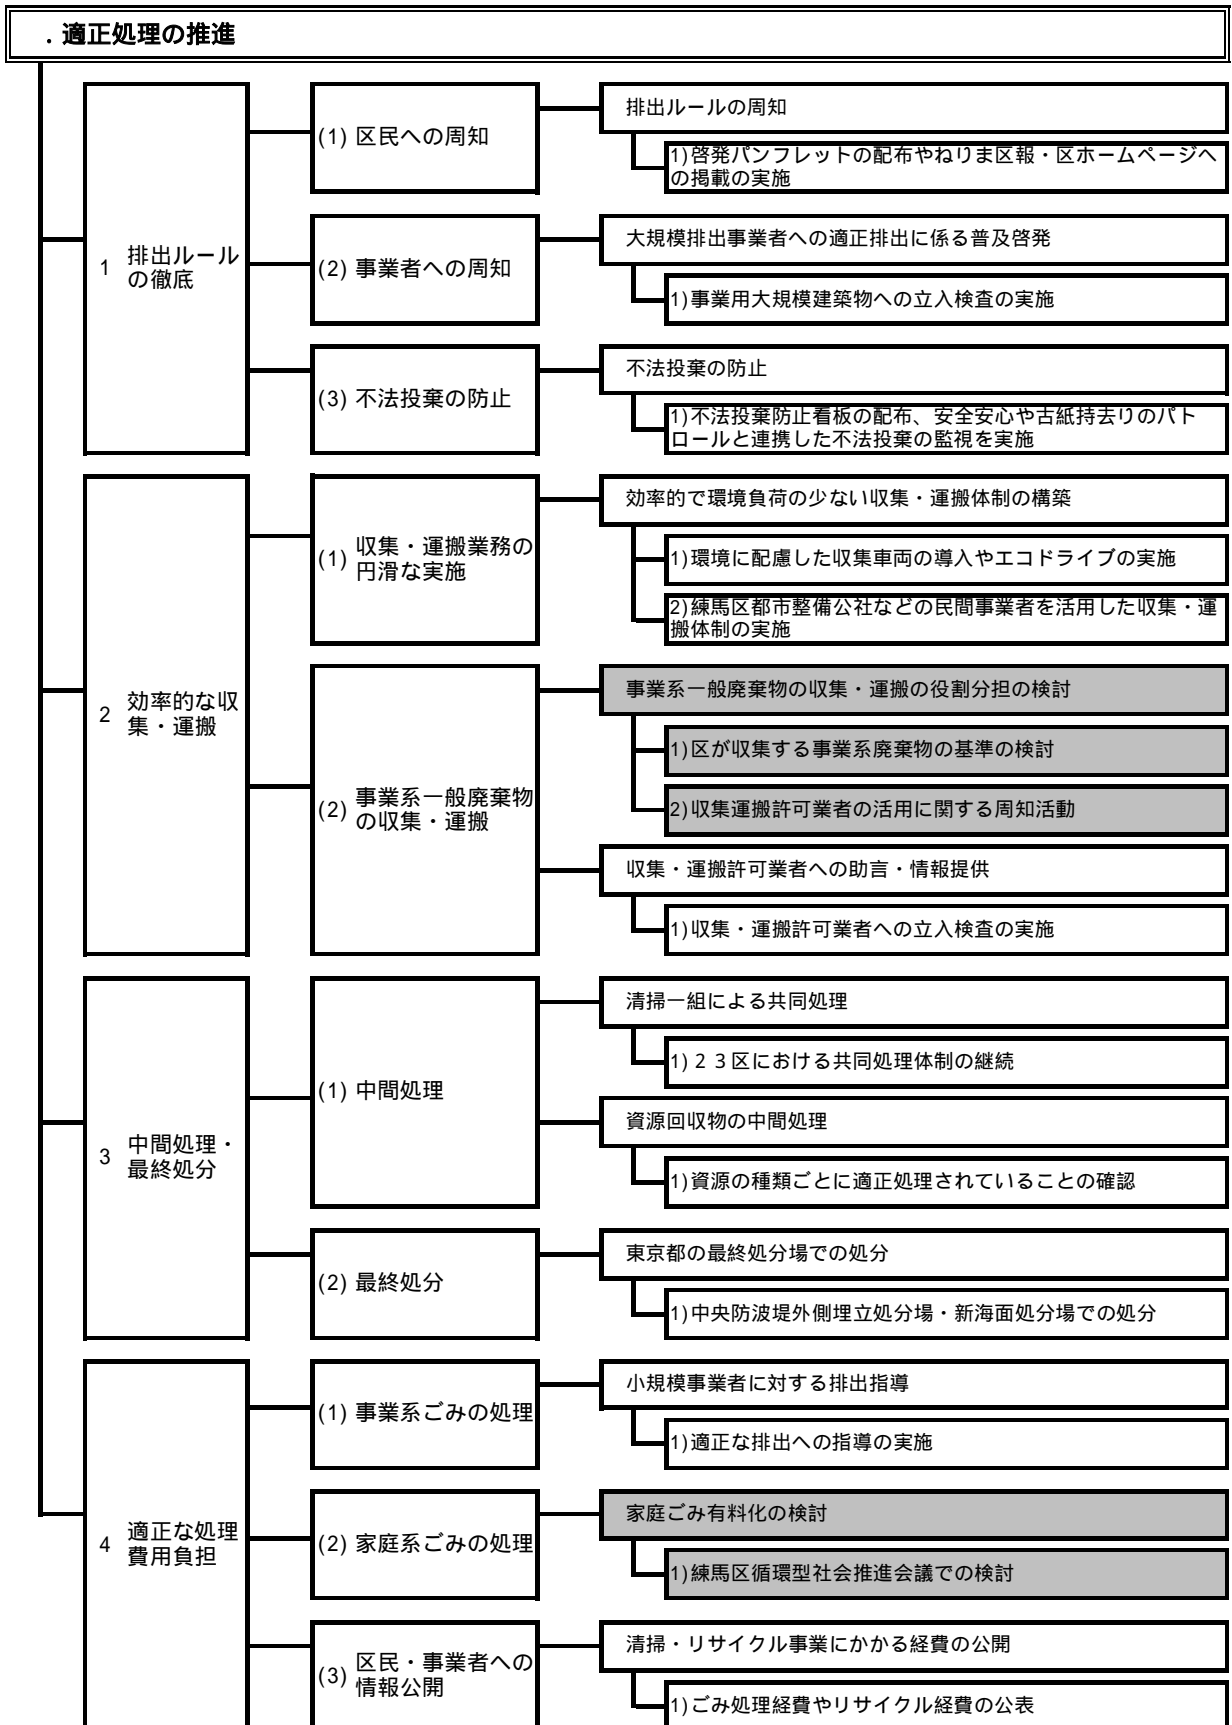 ．適正処理の推進
1 排出ルール
の徹底
(1) 区民への周知
排出ルールの周知
1)啓発パンフレットの配布やねりま区報・区ホームページへ
の掲載の実施
(2) 事業者への周知
大規模排出事業者への適正排出に係る普及啓発
1)事業用大規模建築物への立入検査の実施
(3) 不法投棄の防止
不法投棄の防止
1)不法投棄防止看板の配布、安全安心や古紙持去りのパト
ロールと連携した不法投棄の監視を実施
2 効率的な収
集・運搬
(1) 収集・運搬業務の
円滑な実施
効率的で環境負荷の少ない収集・運搬体制の構築
1)環境に配慮した収集車両の導入やエコドライブの実施
2)練馬区都市整備公社などの民間事業者を活用した収集・運
搬体制の実施
(2) 事業系一般廃棄物
の収集・運搬
事業系一般廃棄物の収集・運搬の役割分担の検討
1)区が収集する事業系廃棄物の基準の検討
2)収集運搬許可業者の活用に関する周知活動
収集・運搬許可業者への助言・情報提供
1)収集・運搬許可業者への立入検査の実施
3 中間処理・
最終処分
(1) 中間処理
清掃一組による共同処理
1)２３区における共同処理体制の継続
資源回収物の中間処理
1)資源の種類ごとに適正処理されていることの確認
(2) 最終処分
東京都の最終処分場での処分
1)中央防波堤外側埋立処分場・新海面処分場での処分
4 適正な処理
費用負担
(1) 事業系ごみの処理
小規模事業者に対する排出指導
1)適正な排出への指導の実施
(2) 家庭系ごみの処理
家庭ごみ有料化の検討
1)練馬区循環型社会推進会議での検討
(3) 区民・事業者への
情報公開
清掃・リサイクル事業にかかる経費の公開
1)ごみ処理経費やリサイクル経費の公表